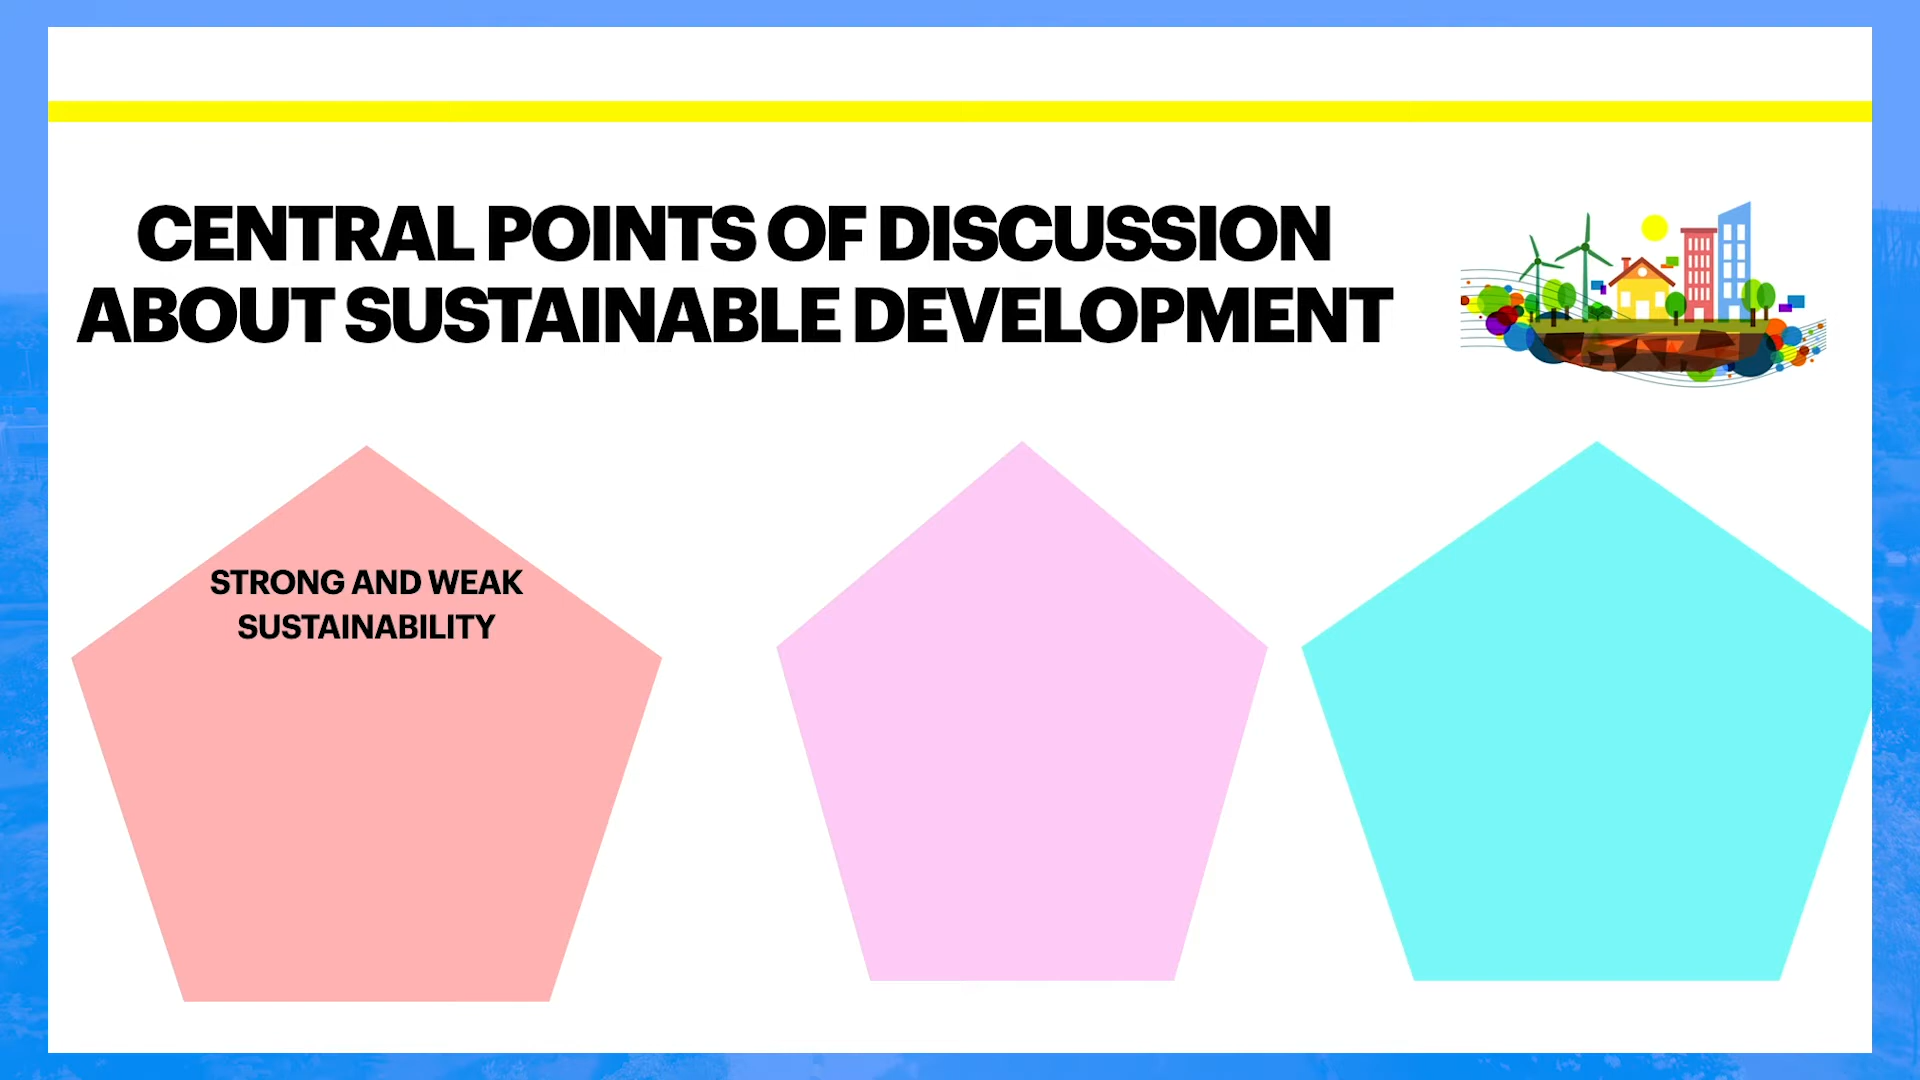 CENTRAL POINTS OF DISCUSSION
ABOUT SUSTAINABLE DEVELOPMENT
STRONG AND WEAK
SUSTAINABILITY